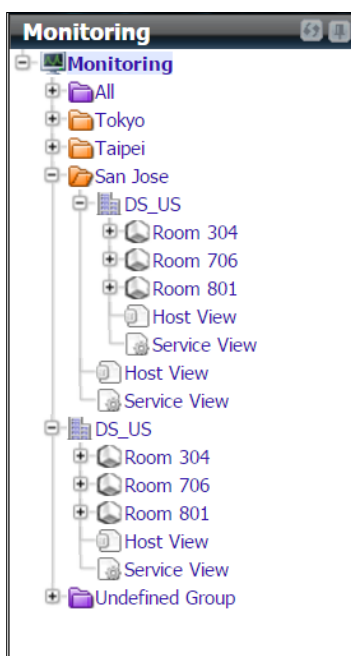 Monitoring
Monitoring
All
Tokyo
Taipei
San Jose
DS_US
Room 304
Room 706
Room 801
Host View
Service View
Host View
Service View
DS_US
Room 304
Room 706
Room 801
Host View
Service View
Undefined Group